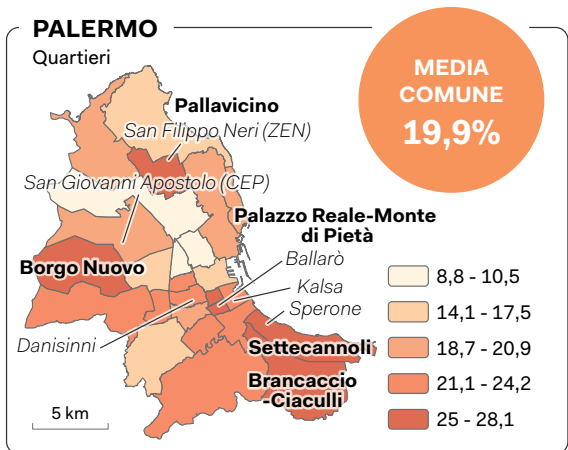 PALERMO
Quartieri
MEDIA
COMUNE
19,9%
Pallavicino
San Filippo Neri (ZEN)
San Giovanni Apostolo (CEP)
Palazzo Reale-Monte
di Pietà
Ballarò
Kalsa
Sperone
Borgo Nuovo
Danisinni
Settecannoli
Brancaccio
-Ciaculli
8,8 - 10,5
14,1 - 17,5
18,7 - 20,9
21,1 - 24,2
25 - 28,1
5 km